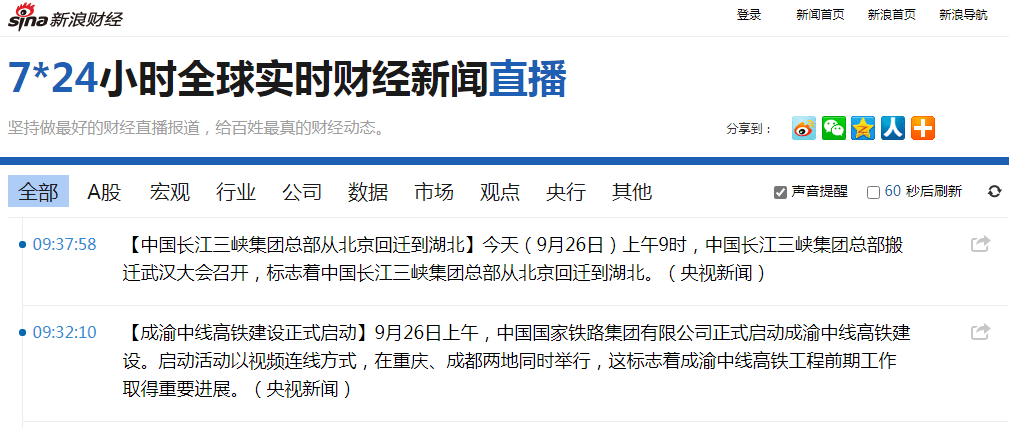 sina新浪财经
登录 新闻首页 新浪首页 新浪导航
7*24小时全球实时财经新闻直播
坚持做最好的财经直播报道，给百姓最真的财经动态。
分享到：
全部 A股 宏观 行业 公司 数据 市场 观点 央行 其他
声音提醒 60 秒后刷新
09:37:58 【中国长江三峡集团总部从北京回迁到湖北】今天（9月26日）上午9时，中国长江三峡集团总部搬
迁武汉大会召开，标志着中国长江三峡集团总部从北京回迁到湖北。（央视新闻）
09:32:10 【成渝中线高铁建设正式启动】9月26日上午，中国国家铁路集团有限公司正式启动成渝中线高铁建
设。启动活动以视频连线方式，在重庆、成都两地同时举行，这标志着成渝中线高铁工程前期工作
取得重要进展。（央视新闻）